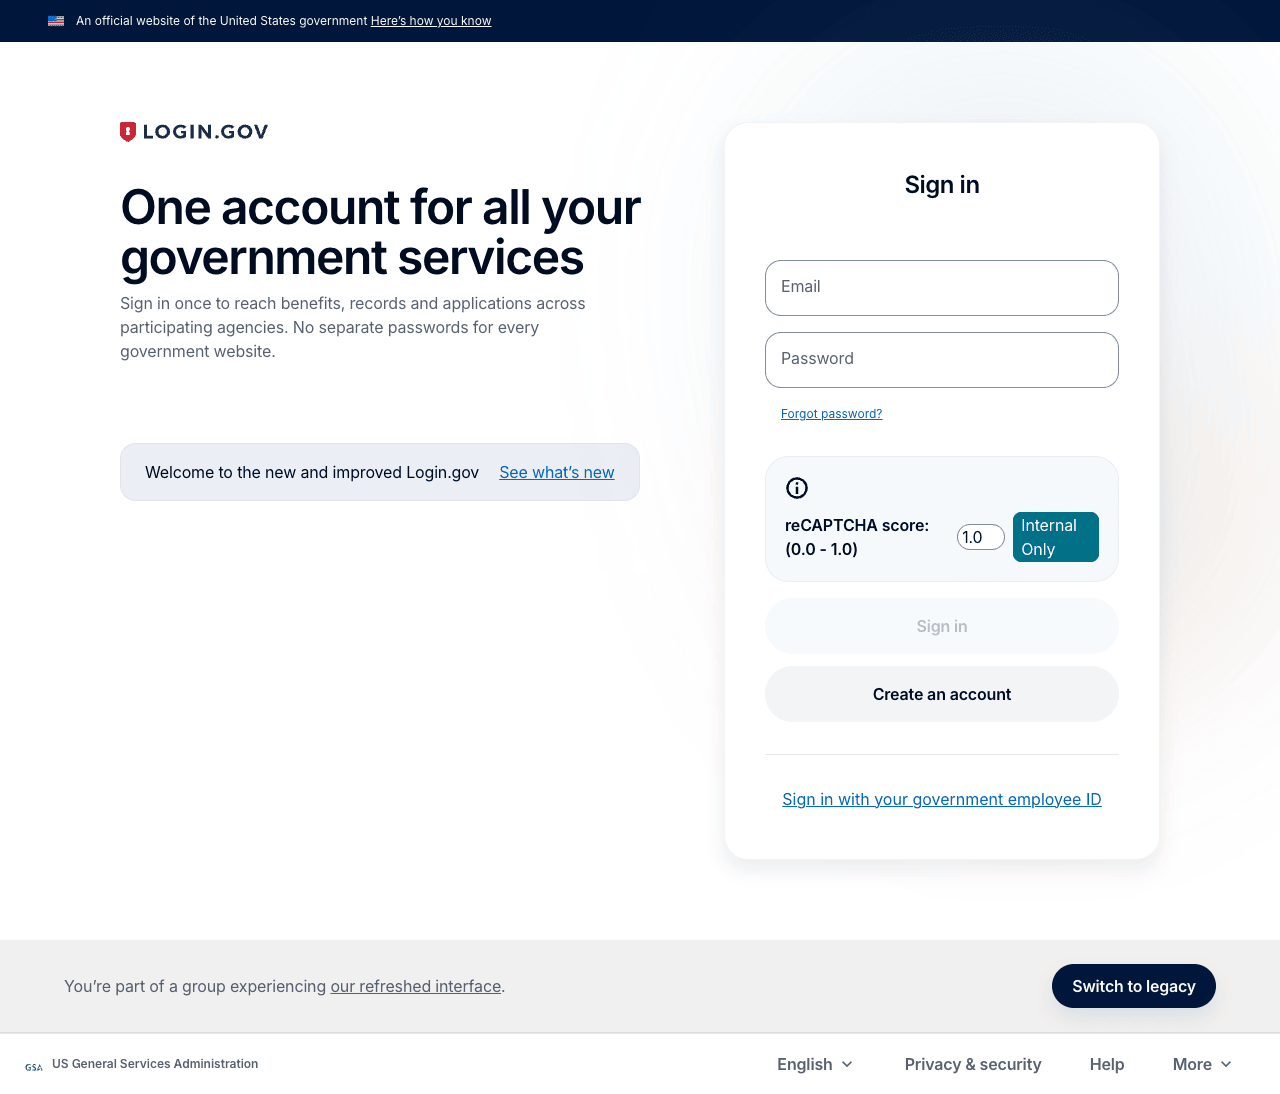 An official website of the United States government Here’s how you know
LOGIN.GOV
One account for all your
government services
Sign in once to reach benefits, records and applications across
participating agencies. No separate passwords for every
government website.
Welcome to the new and improved Login.gov See what’s new
Sign in
Email
Password
Forgot password?
reCAPTCHA score:
(0.0 - 1.0)
1.0
Internal
Only
Sign in
Create an account
Sign in with your government employee ID
You’re part of a group experiencing our refreshed interface.
Switch to legacy
GSA US General Services Administration
English Privacy & security Help More